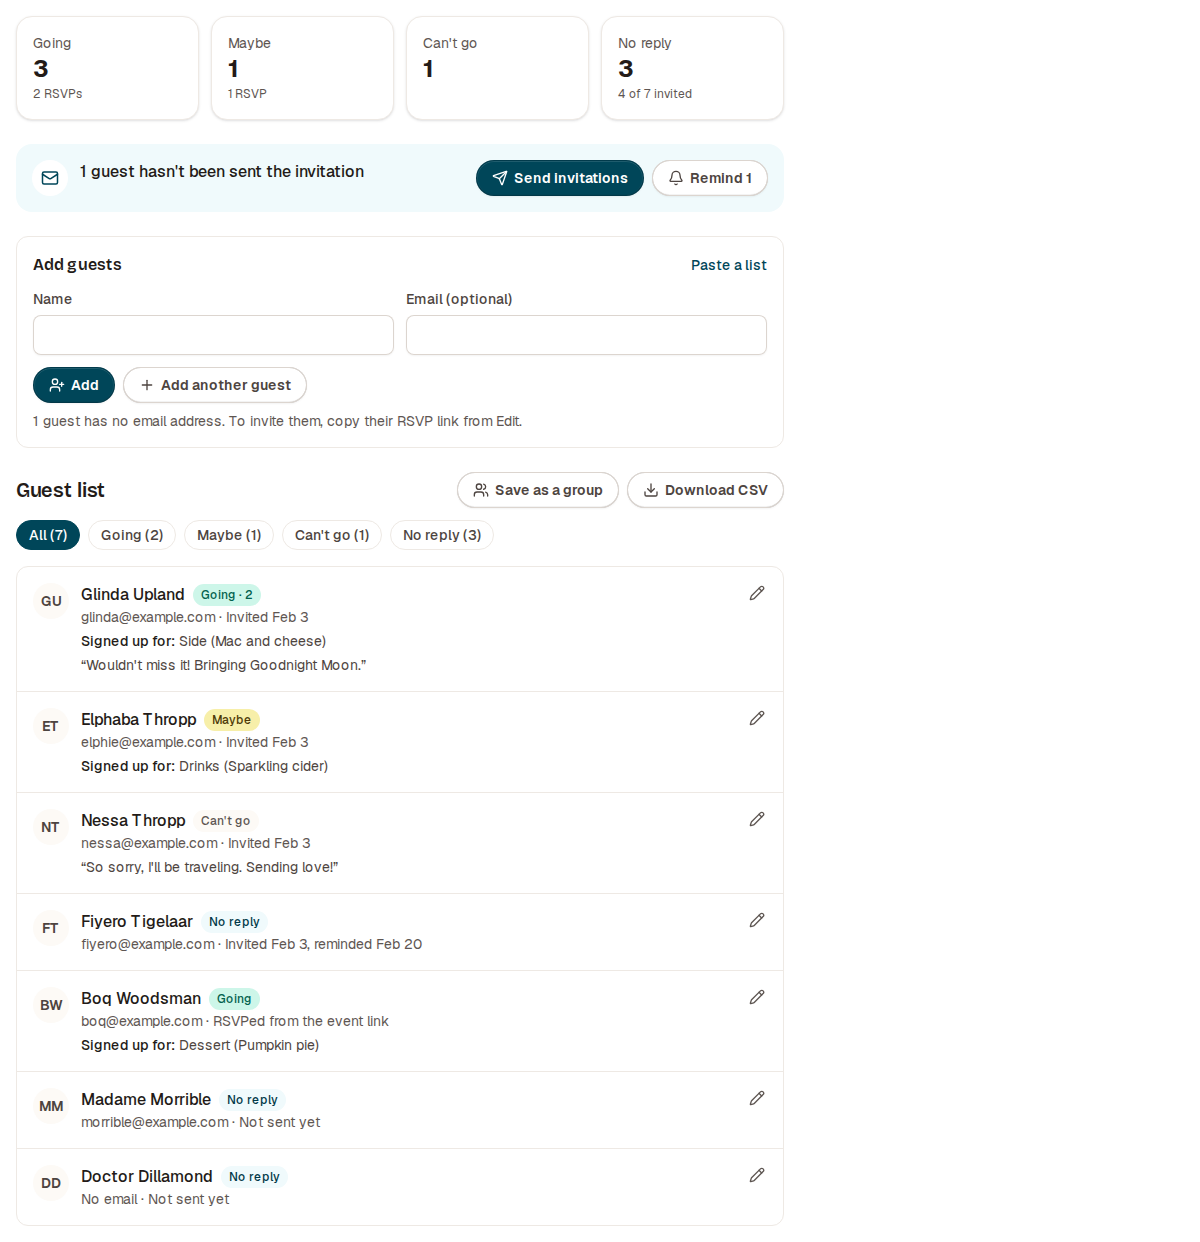 Going
3
2 RSVPs
Maybe
1
1 RSVP
Can't go
1
No reply
3
4 of 7 invited
1 guest hasn't been sent the invitation
Send invitations
Remind 1
Add guests
Paste a list
Name
Email (optional)
Add
Add another guest
1 guest has no email address. To invite them, copy their RSVP link from Edit.
Guest list
Save as a group
Download CSV
All (7)
Going (2)
Maybe (1)
Can't go (1)
No reply (3)
GU
Glinda Upland
Going · 2
glinda@example.com · Invited Feb 3
Signed up for: Side (Mac and cheese)
“Wouldn't miss it! Bringing Goodnight Moon.”
ET
Elphaba Thropp
Maybe
elphie@example.com · Invited Feb 3
Signed up for: Drinks (Sparkling cider)
NT
Nessa Thropp
Can't go
nessa@example.com · Invited Feb 3
“So sorry, I'll be traveling. Sending love!”
FT
Fiyero Tigelaar
No reply
fiyero@example.com · Invited Feb 3, reminded Feb 20
BW
Boq Woodsman
Going
boq@example.com · RSVPed from the event link
Signed up for: Dessert (Pumpkin pie)
MM
Madame Morrible
No reply
morrible@example.com · Not sent yet
DD
Doctor Dillamond
No reply
No email · Not sent yet